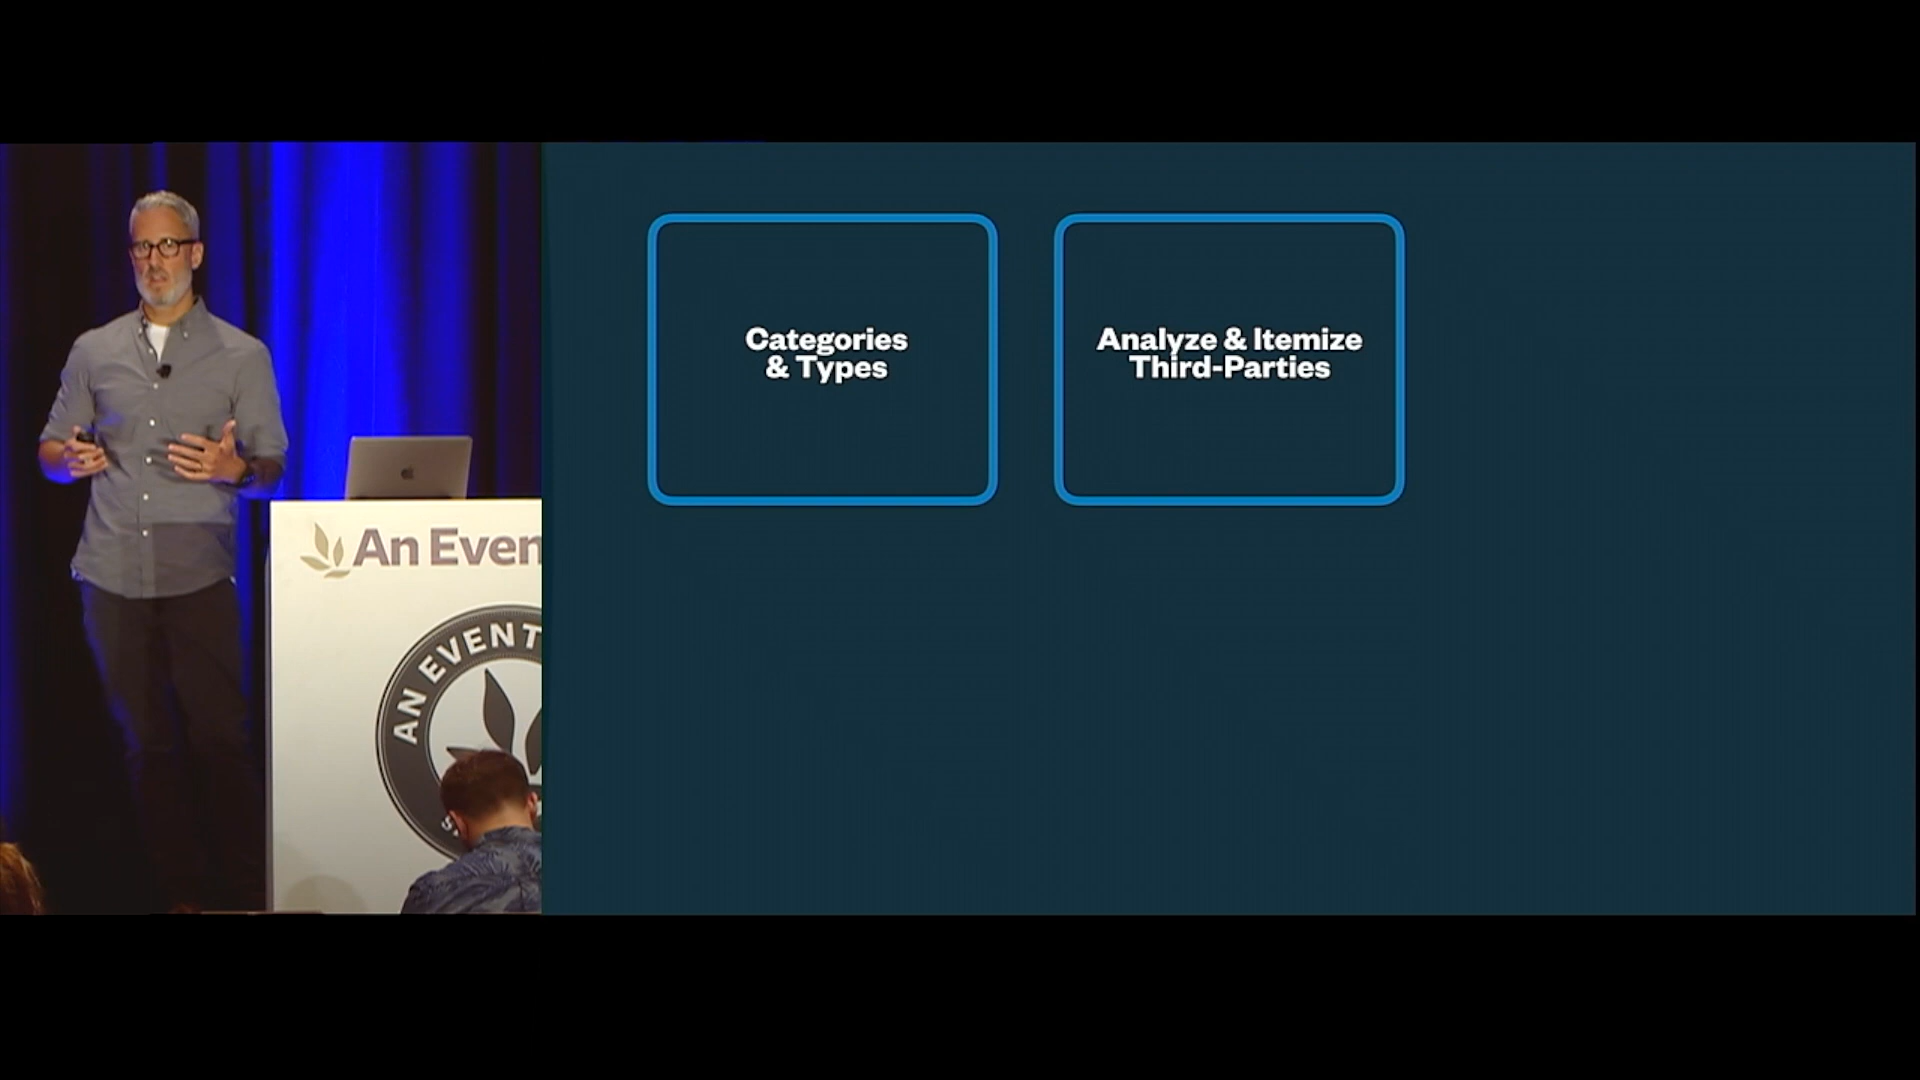 Categories
& Types
Analyze & Itemize
Third-Parties
An Even
AN EVENT